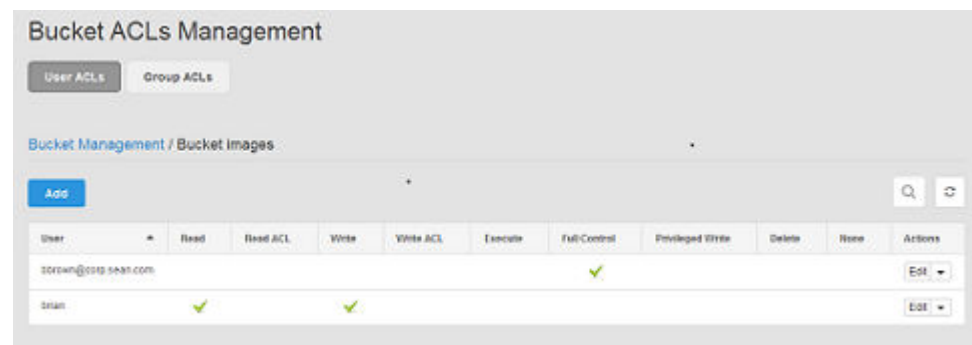 Bucket ACLs Management
User ACLs Group ACLs
Bucket Management / Bucket images
Add
User Read Read ACL Write Write ACL Execute Full Control Privileged Write Delete None Actions
bbrown@corp.sean.com Edit
brian Edit